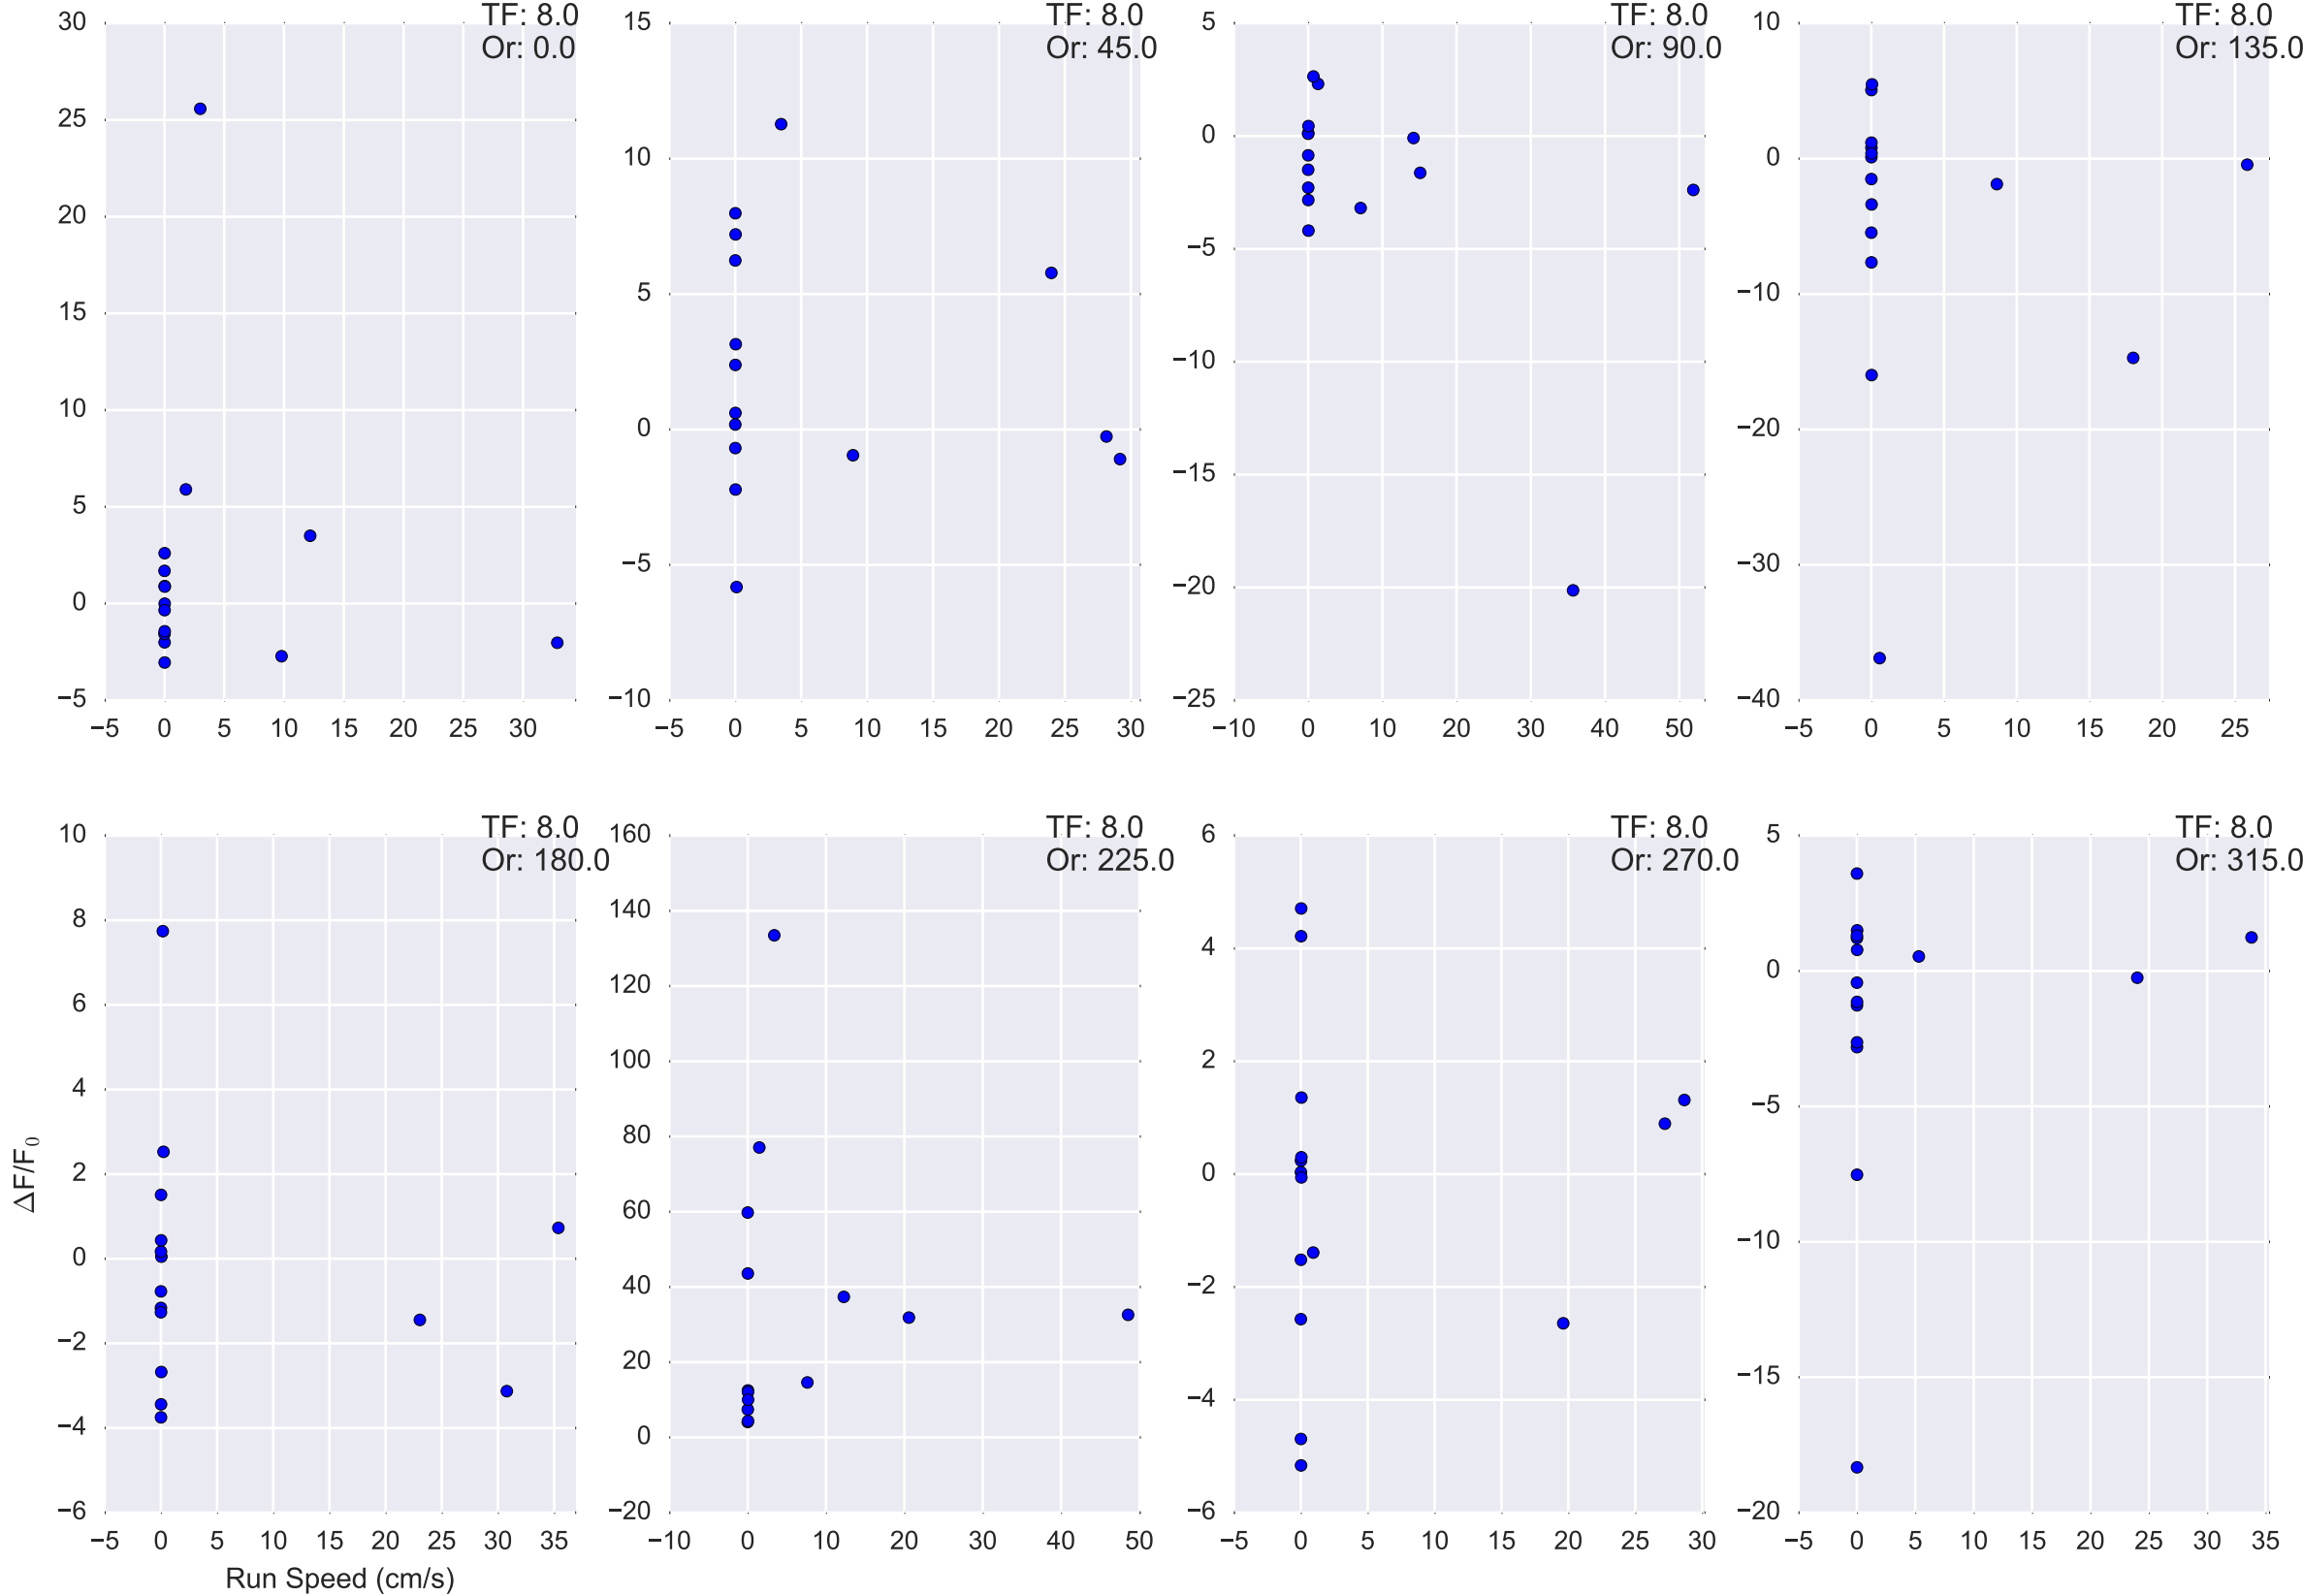 TF: 8.0
Or: 0.0
30
25
20
15
10
5
0
−5
−5 0 5 10 15 20 25 30
TF: 8.0
Or: 45.0
15
10
5
0
−5
−10
−5 0 5 10 15 20 25 30
TF: 8.0
Or: 90.0
5
0
−5
−10
−15
−20
−25
−10 0 10 20 30 40 50
TF: 8.0
Or: 135.0
10
0
−10
−20
−30
−40
−5 0 5 10 15 20 25
TF: 8.0
Or: 180.0
10
8
6
4
2
0
−2
−4
−6
ΔF/F₀
−5 0 5 10 15 20 25 30 35
Run Speed (cm/s)
TF: 8.0
Or: 225.0
160
140
120
100
80
60
40
20
0
−20
−10 0 10 20 30 40 50
TF: 8.0
Or: 270.0
6
4
2
0
−2
−4
−6
−5 0 5 10 15 20 25 30
TF: 8.0
Or: 315.0
5
0
−5
−10
−15
−20
−5 0 5 10 15 20 25 30 35